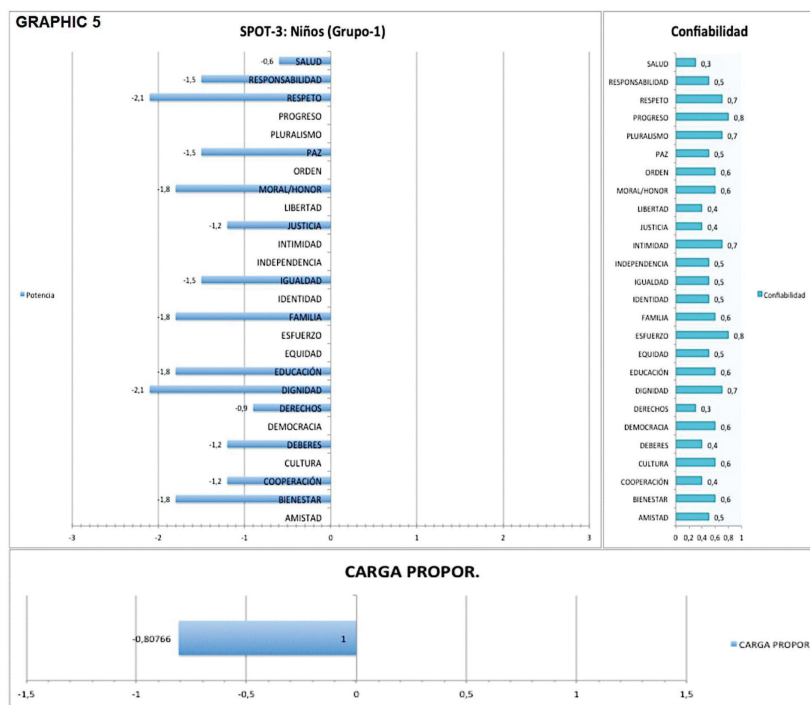 GRAPHIC 5
SPOT-3: Niños (Grupo-1)
-0,6 SALUD
-1,5 RESPONSABILIDAD
-2,1 RESPETO
PROGRESO
PLURALISMO
-1,5 PAZ
ORDEN
-1,8 MORAL/HONOR
LIBERTAD
-1,2 JUSTICIA
INTIMIDAD
INDEPENDENCIA
-1,5 IGUALDAD
IDENTIDAD
-1,8 FAMILIA
ESFUERZO
EQUIDAD
-1,8 EDUCACIÓN
-2,1 DIGNIDAD
-0,9 DERECHOS
DEMOCRACIA
-1,2 DEBERES
CULTURA
-1,2 COOPERACIÓN
-1,8 BIENESTAR
AMISTAD
-3 -2 -1 0 1 2 3
Potencia
Confiabilidad
SALUD 0,3
RESPONSABILIDAD 0,5
RESPETO 0,7
PROGRESO 0,8
PLURALISMO 0,7
PAZ 0,5
ORDEN 0,6
MORAL/HONOR 0,6
LIBERTAD 0,4
JUSTICIA 0,4
INTIMIDAD 0,7
INDEPENDENCIA 0,5
IGUALDAD 0,5
IDENTIDAD 0,5
FAMILIA 0,6
ESFUERZO 0,8
EQUIDAD 0,5
EDUCACIÓN 0,6
DIGNIDAD 0,7
DERECHOS 0,3
DEMOCRACIA 0,6
DEBERES 0,4
CULTURA 0,6
COOPERACIÓN 0,4
BIENESTAR 0,6
AMISTAD 0,5
0 0,2 0,4 0,6 0,8 1
Confiabilidad
CARGA PROPOR.
-0,80766 1
CARGA PROPOR.
-1,5 -1 -0,5 0 0,5 1 1,5